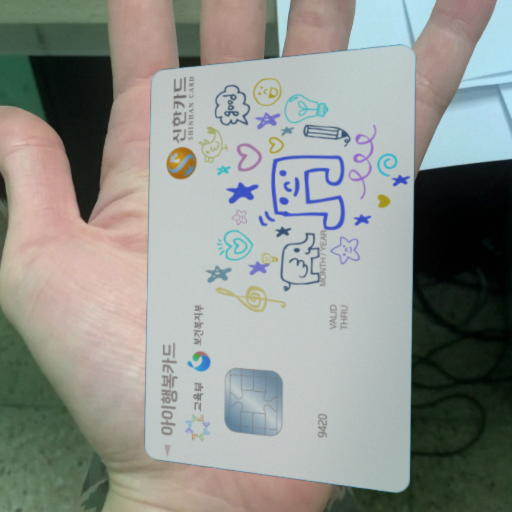 아이행복카드
신한카드
SHINHAN CARD
교육부
보건복지부
good
9420
VALID
THRU
MONTH / YEAR